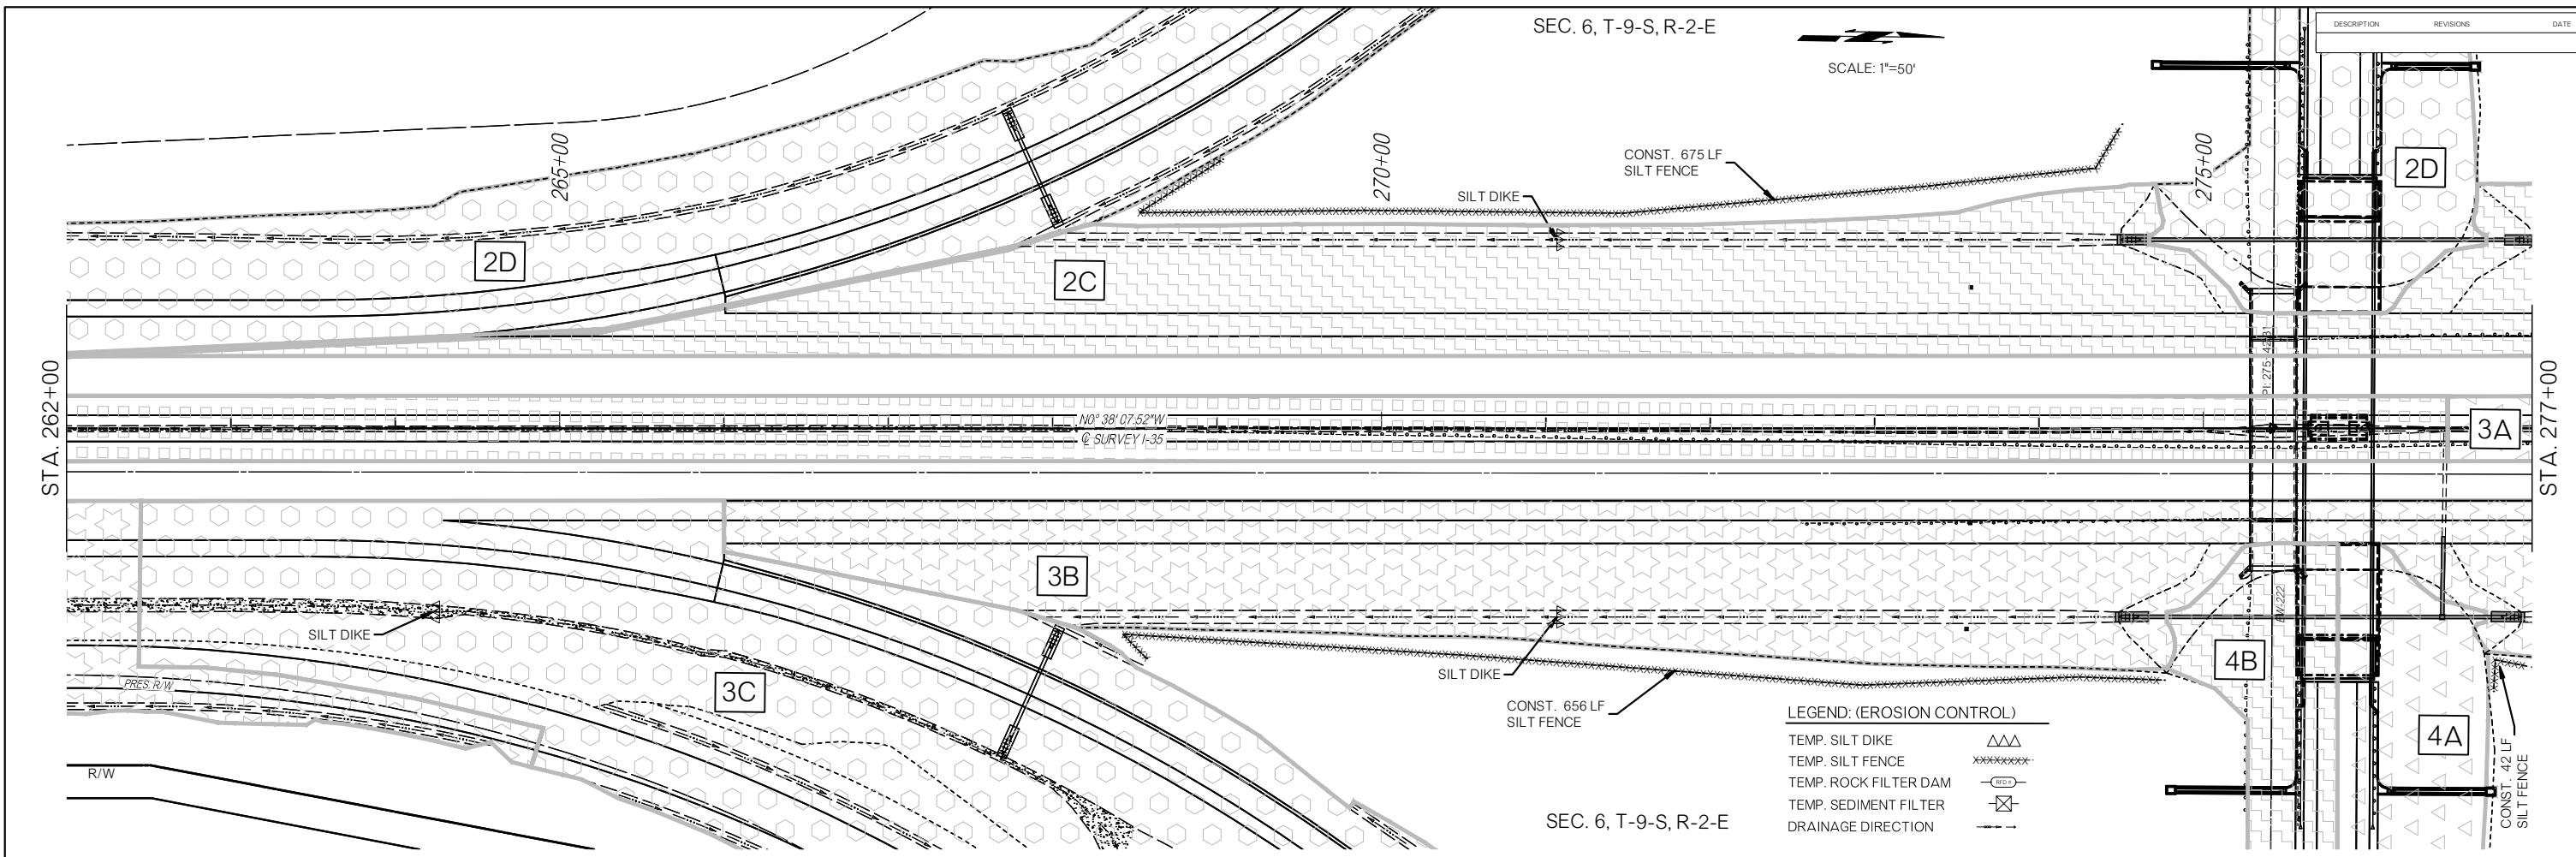 SEC. 6, T-9-S, R-2-E
SCALE: 1"=50'
DESCRIPTION REVISIONS DATE
265+00
270+00
275+00
CONST. 675 LF
SILT FENCE
SILT DIKE
2D
2D
2C
STA. 262+00
N0° 38' 07.52"W
℄ SURVEY I-35
3A
STA. 277+00
3B
SILT DIKE
SILT DIKE
3C
PRES. R/W
R/W
CONST. 656 LF
SILT FENCE
4B
4A
CONST. 42 LF
SILT FENCE
LEGEND: (EROSION CONTROL)
TEMP. SILT DIKE
TEMP. SILT FENCE
TEMP. ROCK FILTER DAM
TEMP. SEDIMENT FILTER
DRAINAGE DIRECTION
SEC. 6, T-9-S, R-2-E